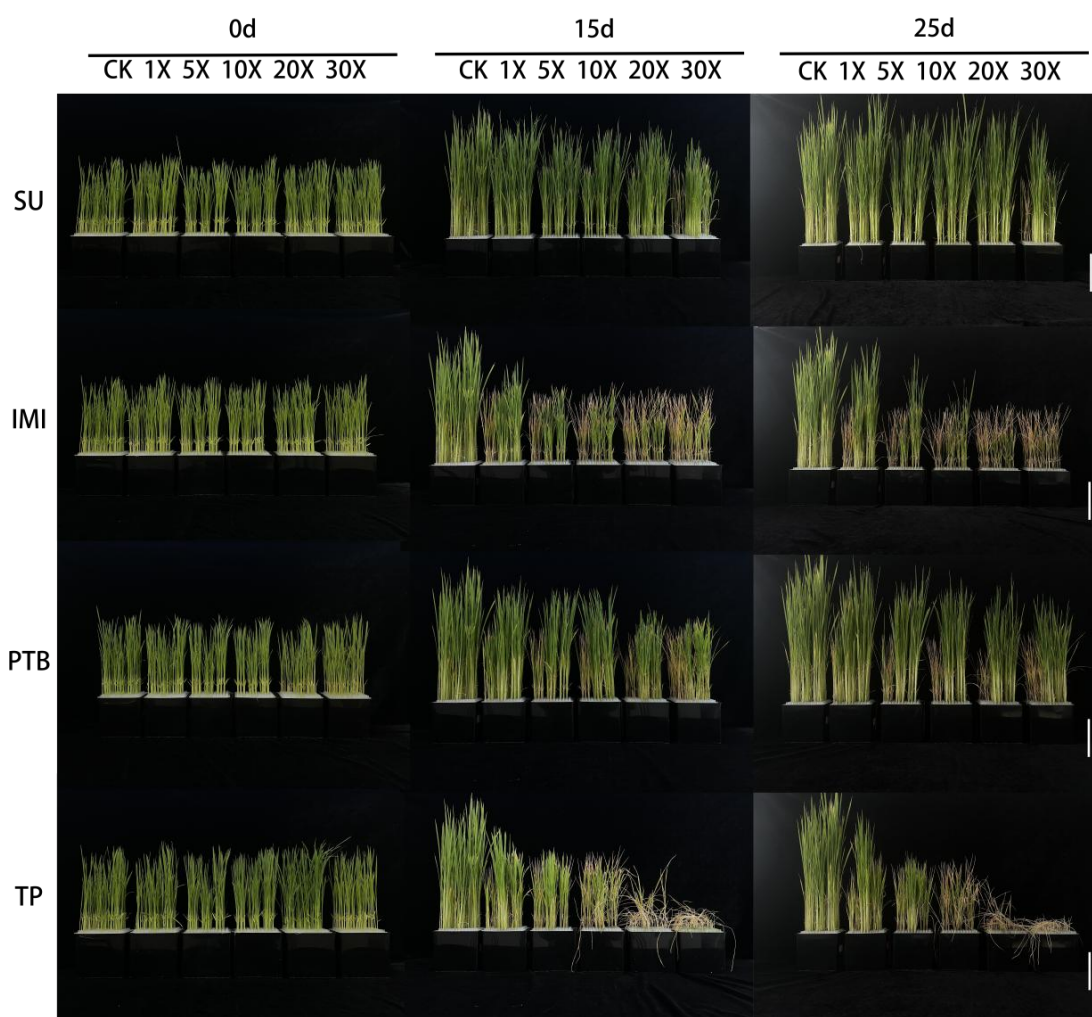 0d 15d 25d
CK 1X 5X 10X 20X 30X CK 1X 5X 10X 20X 30X CK 1X 5X 10X 20X 30X
SU
IMI
PTB
TP